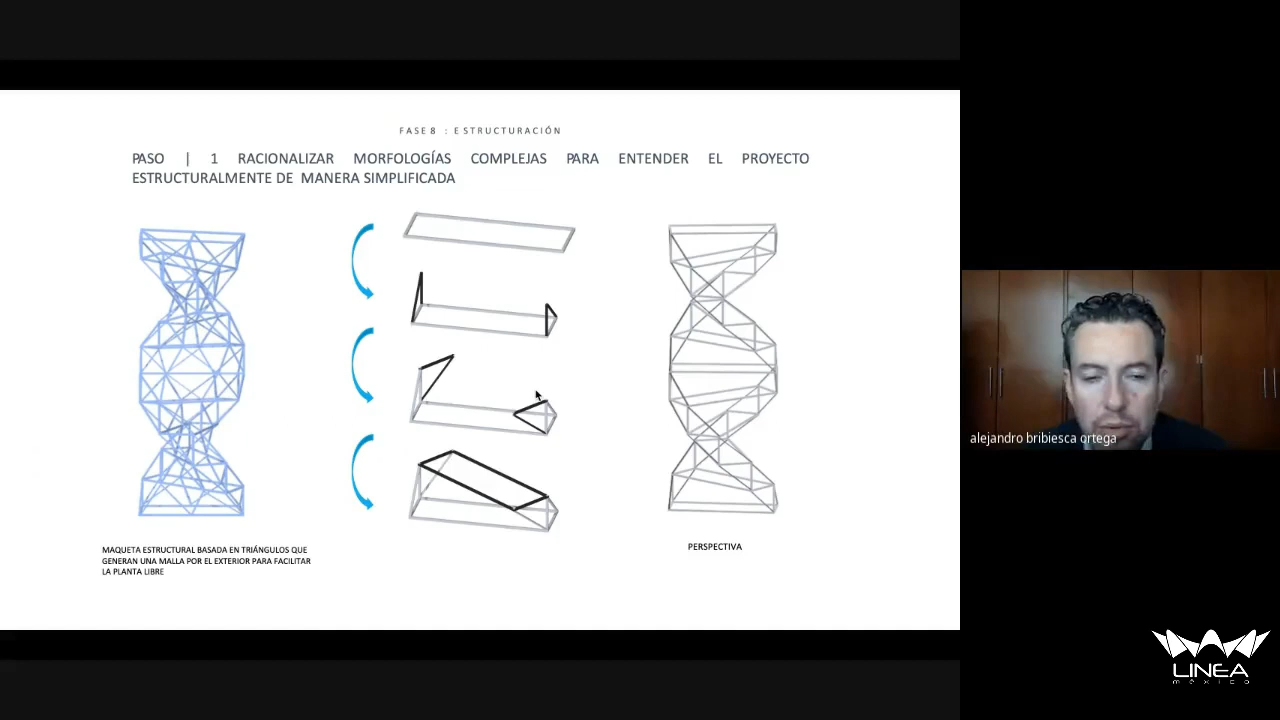 FASE 8 : ESTRUCTURACIÓN
PASO | 1 RACIONALIZAR MORFOLOGÍAS COMPLEJAS PARA ENTENDER EL PROYECTO
ESTRUCTURALMENTE DE MANERA SIMPLIFICADA
MAQUETA ESTRUCTURAL BASADA EN TRIÁNGULOS QUE
GENERAN UNA MALLA POR EL EXTERIOR PARA FACILITAR
LA PLANTA LIBRE
PERSPECTIVA
alejandro bribiesca ortega
LINEA
méxico